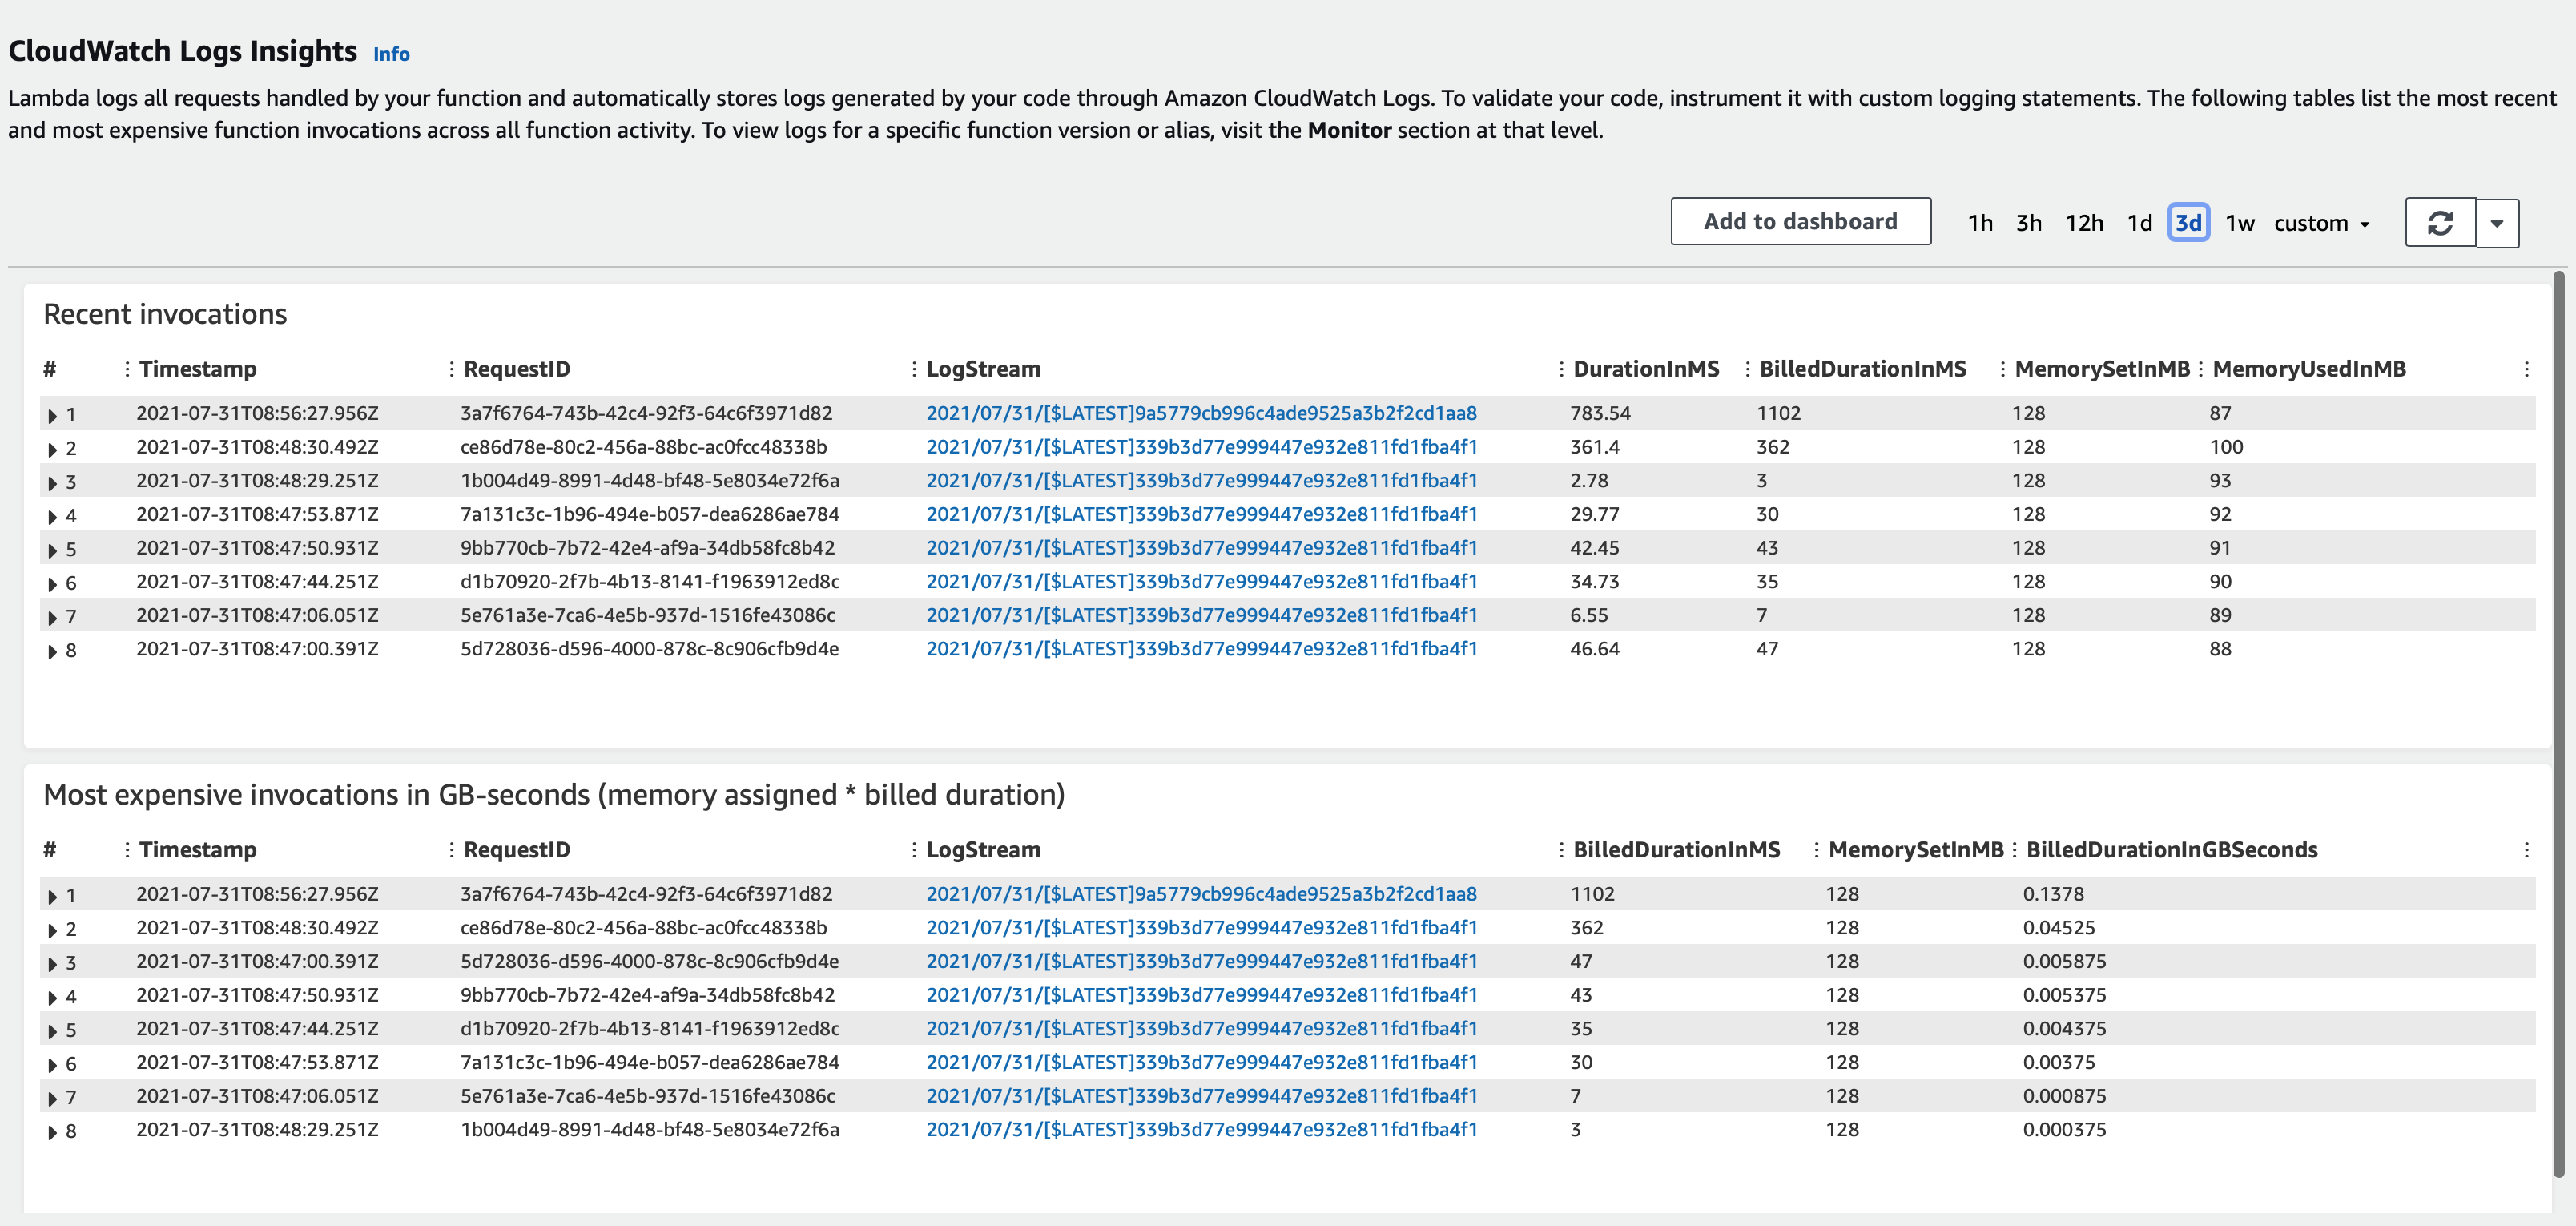 CloudWatch Logs Insights Info
Lambda logs all requests handled by your function and automatically stores logs generated by your code through Amazon CloudWatch Logs. To validate your code, instrument it with custom logging statements. The following tables list the most recent
and most expensive function invocations across all function activity. To view logs for a specific function version or alias, visit the Monitor section at that level.
Add to dashboard 1h 3h 12h 1d 3d 1w custom
Recent invocations
# Timestamp RequestID LogStream DurationInMS BilledDurationInMS MemorySetInMB MemoryUsedInMB
1 2021-07-31T08:56:27.956Z 3a7f6764-743b-42c4-92f3-64c6f3971d82 2021/07/31/[$LATEST]9a5779cb996c4ade9525a3b2f2cd1aa8 783.54 1102 128 87
2 2021-07-31T08:48:30.492Z ce86d78e-80c2-456a-88bc-ac0fcc48338b 2021/07/31/[$LATEST]339b3d77e999447e932e811fd1fba4f1 361.4 362 128 100
3 2021-07-31T08:48:29.251Z 1b004d49-8991-4d48-bf48-5e8034e72f6a 2021/07/31/[$LATEST]339b3d77e999447e932e811fd1fba4f1 2.78 3 128 93
4 2021-07-31T08:47:53.871Z 7a131c3c-1b96-494e-b057-dea6286ae784 2021/07/31/[$LATEST]339b3d77e999447e932e811fd1fba4f1 29.77 30 128 92
5 2021-07-31T08:47:50.931Z 9bb770cb-7b72-42e4-af9a-34db58fc8b42 2021/07/31/[$LATEST]339b3d77e999447e932e811fd1fba4f1 42.45 43 128 91
6 2021-07-31T08:47:44.251Z d1b70920-2f7b-4b13-8141-f1963912ed8c 2021/07/31/[$LATEST]339b3d77e999447e932e811fd1fba4f1 34.73 35 128 90
7 2021-07-31T08:47:06.051Z 5e761a3e-7ca6-4e5b-937d-1516fe43086c 2021/07/31/[$LATEST]339b3d77e999447e932e811fd1fba4f1 6.55 7 128 89
8 2021-07-31T08:47:00.391Z 5d728036-d596-4000-878c-8c906cfb9d4e 2021/07/31/[$LATEST]339b3d77e999447e932e811fd1fba4f1 46.64 47 128 88
Most expensive invocations in GB-seconds (memory assigned * billed duration)
# Timestamp RequestID LogStream BilledDurationInMS MemorySetInMB BilledDurationInGBSeconds
1 2021-07-31T08:56:27.956Z 3a7f6764-743b-42c4-92f3-64c6f3971d82 2021/07/31/[$LATEST]9a5779cb996c4ade9525a3b2f2cd1aa8 1102 128 0.1378
2 2021-07-31T08:48:30.492Z ce86d78e-80c2-456a-88bc-ac0fcc48338b 2021/07/31/[$LATEST]339b3d77e999447e932e811fd1fba4f1 362 128 0.04525
3 2021-07-31T08:47:00.391Z 5d728036-d596-4000-878c-8c906cfb9d4e 2021/07/31/[$LATEST]339b3d77e999447e932e811fd1fba4f1 47 128 0.005875
4 2021-07-31T08:47:50.931Z 9bb770cb-7b72-42e4-af9a-34db58fc8b42 2021/07/31/[$LATEST]339b3d77e999447e932e811fd1fba4f1 43 128 0.005375
5 2021-07-31T08:47:44.251Z d1b70920-2f7b-4b13-8141-f1963912ed8c 2021/07/31/[$LATEST]339b3d77e999447e932e811fd1fba4f1 35 128 0.004375
6 2021-07-31T08:47:53.871Z 7a131c3c-1b96-494e-b057-dea6286ae784 2021/07/31/[$LATEST]339b3d77e999447e932e811fd1fba4f1 30 128 0.00375
7 2021-07-31T08:47:06.051Z 5e761a3e-7ca6-4e5b-937d-1516fe43086c 2021/07/31/[$LATEST]339b3d77e999447e932e811fd1fba4f1 7 128 0.000875
8 2021-07-31T08:48:29.251Z 1b004d49-8991-4d48-bf48-5e8034e72f6a 2021/07/31/[$LATEST]339b3d77e999447e932e811fd1fba4f1 3 128 0.000375